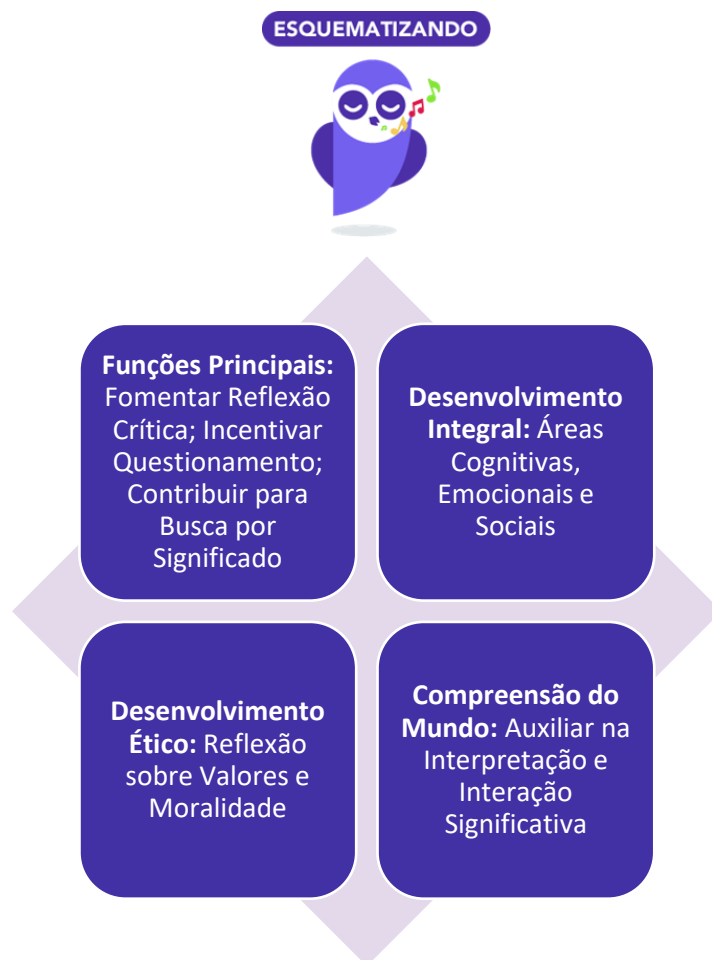 ESQUEMATIZANDO
Funções Principais:
Fomentar Reflexão
Crítica; Incentivar
Questionamento;
Contribuir para
Busca por
Significado
Desenvolvimento
Integral: Áreas
Cognitivas,
Emocionais e
Sociais
Desenvolvimento
Ético: Reflexão
sobre Valores e
Moralidade
Compreensão do
Mundo: Auxiliar na
Interpretação e
Interação
Significativa